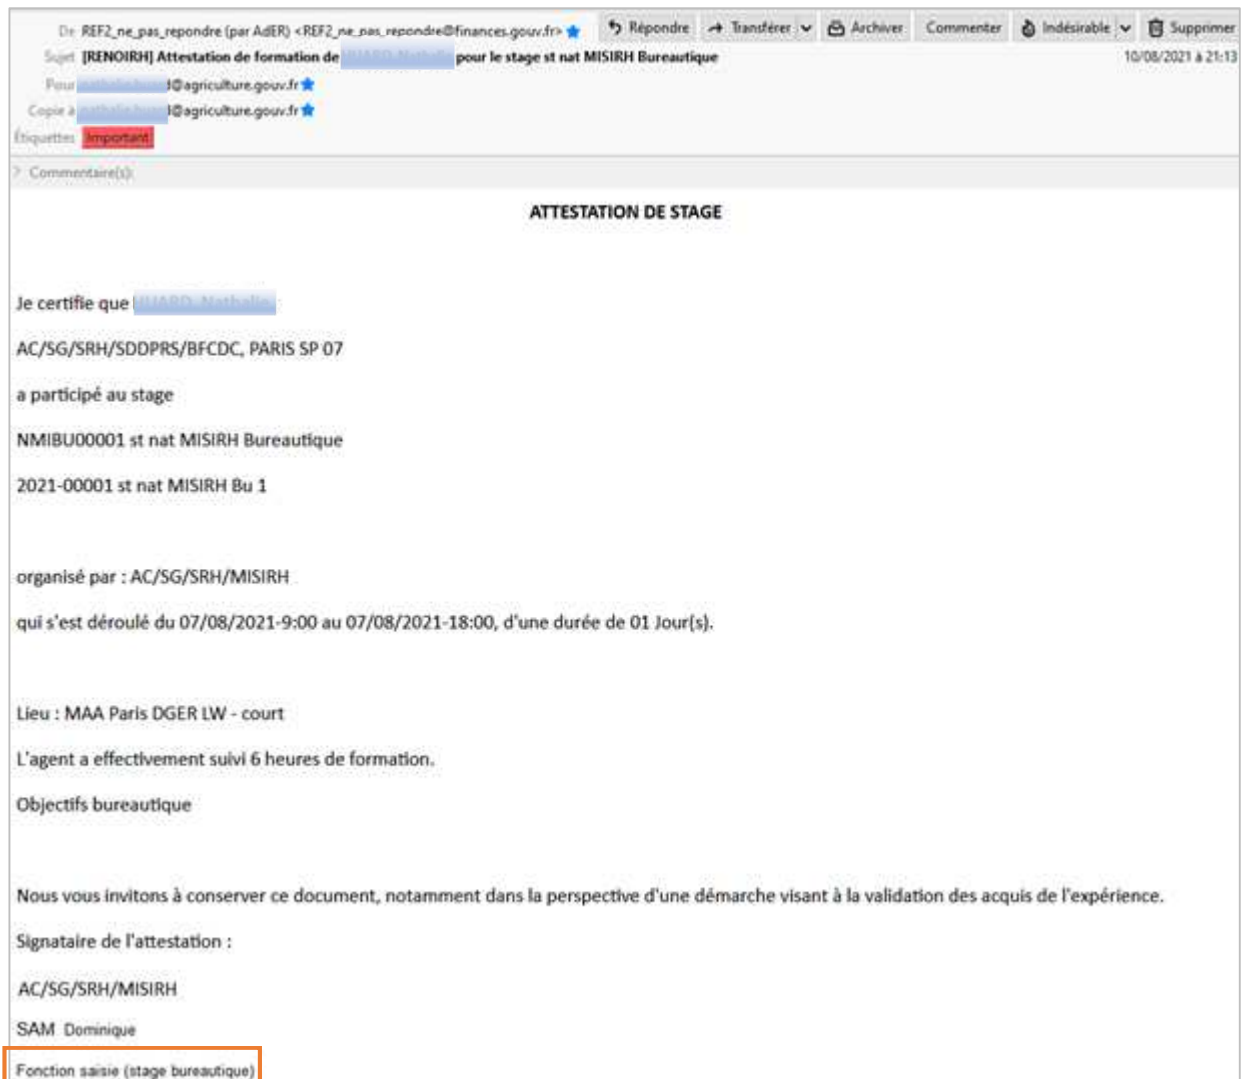 De REF2_ne_pas_repondre (par AdER) <REF2_ne_pas_repondre@finances.gouv.fr> Répondre Transférer Archiver Commenter Indésirable Supprimer
Sujet [RENOIRH] Attestation de formation de pour le stage st nat MISIRH Bureautique 10/08/2021 à 21:13
Pour @agriculture.gouv.fr
Copie à @agriculture.gouv.fr
Étiquettes Important
> Commentaire(s):
ATTESTATION DE STAGE
Je certifie que
AC/SG/SRH/SDDPRS/BFCDC, PARIS SP 07
a participé au stage
NMIBU00001 st nat MISIRH Bureautique
2021-00001 st nat MISIRH Bu 1
organisé par : AC/SG/SRH/MISIRH
qui s'est déroulé du 07/08/2021-9:00 au 07/08/2021-18:00, d'une durée de 01 Jour(s).
Lieu : MAA Paris DGER LW - court
L'agent a effectivement suivi 6 heures de formation.
Objectifs bureautique
Nous vous invitons à conserver ce document, notamment dans la perspective d'une démarche visant à la validation des acquis de l'expérience.
Signataire de l'attestation :
AC/SG/SRH/MISIRH
SAM Dominique
Fonction saisie (stage bureautique)